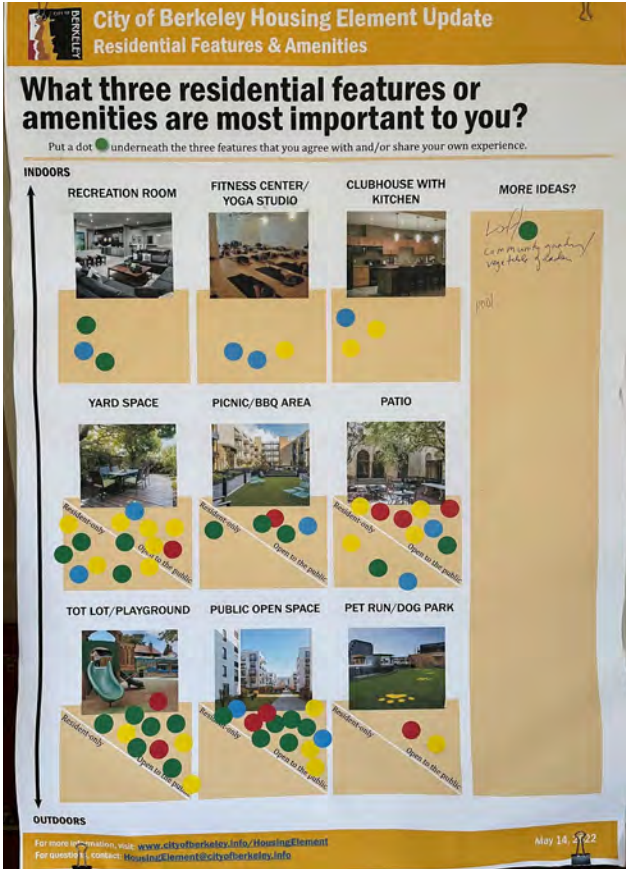 CITY OF
BERKELEY
City of Berkeley Housing Element Update
Residential Features & Amenities
What three residential features or
amenities are most important to you?
Put a dot underneath the three features that you agree with and/or share your own experience.
INDOORS
RECREATION ROOM
FITNESS CENTER/
YOGA STUDIO
CLUBHOUSE WITH
KITCHEN
MORE IDEAS?
community
vegetable
YARD SPACE
PICNIC/BBQ AREA
PATIO
Resident-only
Open to the public
Resident-only
Open to the public
Resident-only
Open to the public
TOT LOT/PLAYGROUND
PUBLIC OPEN SPACE
PET RUN/DOG PARK
Resident-only
Open to the pub
Resident-only
Open to the public
Resident-only
Open to the public
OUTDOORS
For more information, visit: www.cityofberkeley.info/HousingElement
For questions, contact: HousingElement@cityofberkeley.info
May 14, 2022